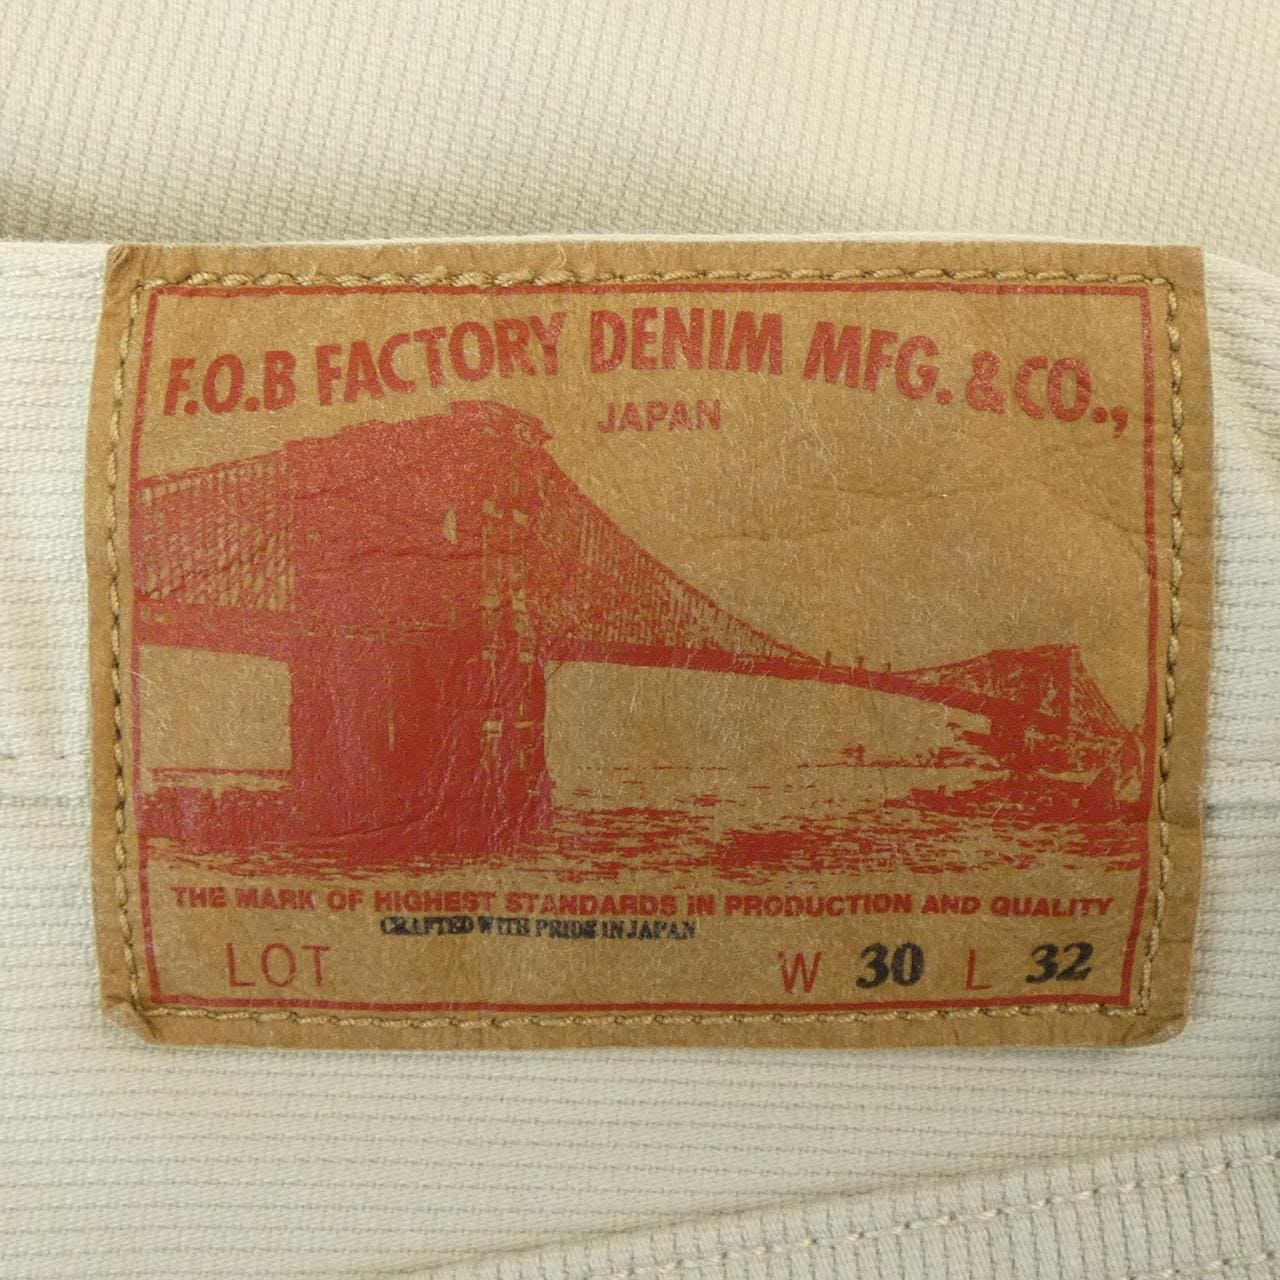 F.O.B FACTORY DENIM MFG. & CO.,
JAPAN
THE MARK OF HIGHEST STANDARDS IN PRODUCTION AND QUALITY
CRAFTED WITH PRIDE IN JAPAN
LOT W 30 L 32